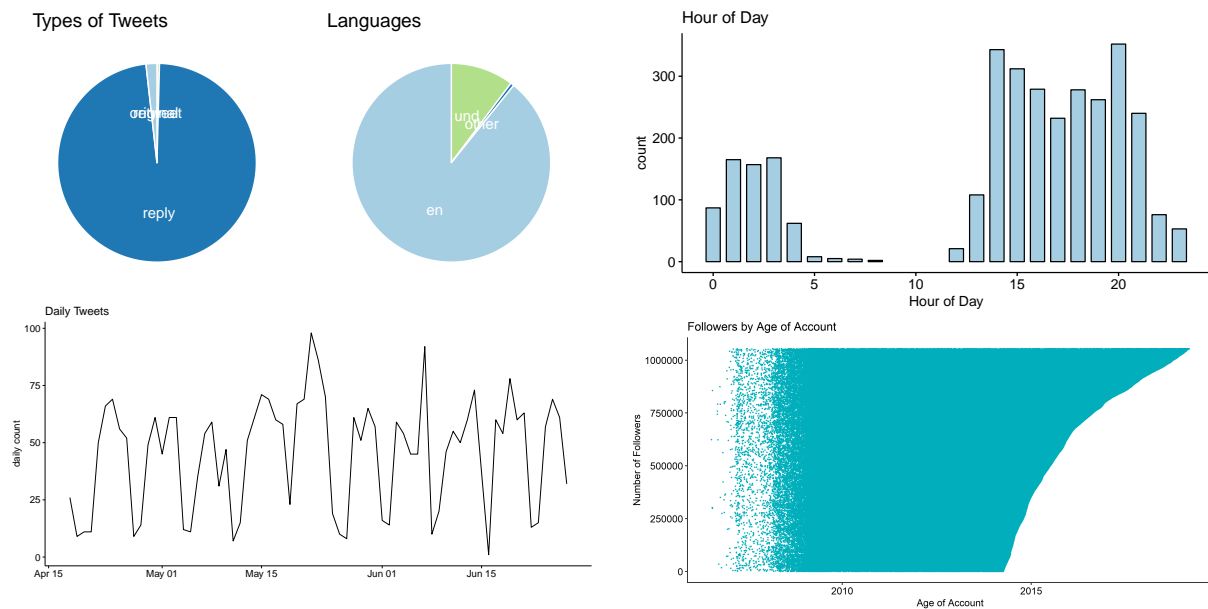 Types of Tweets
reply
Languages
und
other
en
Hour of Day
count
300
200
100
0
0 5 10 15 20
Hour of Day
Daily Tweets
daily count
100
75
50
25
0
Apr 15 May 01 May 15 Jun 01 Jun 15
Followers by Age of Account
Number of Followers
1000000
750000
500000
250000
0
2010 2015
Age of Account